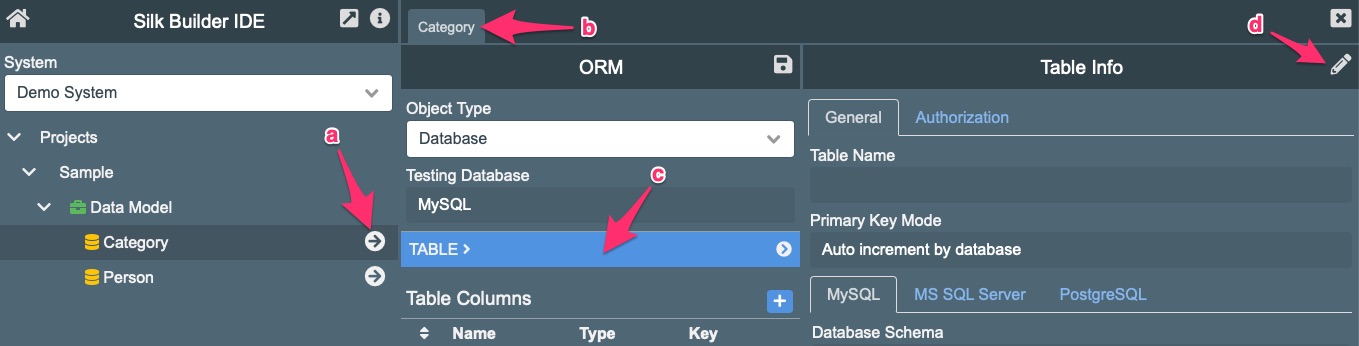 Silk Builder IDE
System
Demo System
Projects
Sample
Data Model
Category
Person
a
Category
b
ORM
Object Type
Database
Testing Database
MySQL
c
TABLE >
Table Columns
Name Type Key
d
Table Info
General Authorization
Table Name
Primary Key Mode
Auto increment by database
MySQL MS SQL Server PostgreSQL
Database Schema